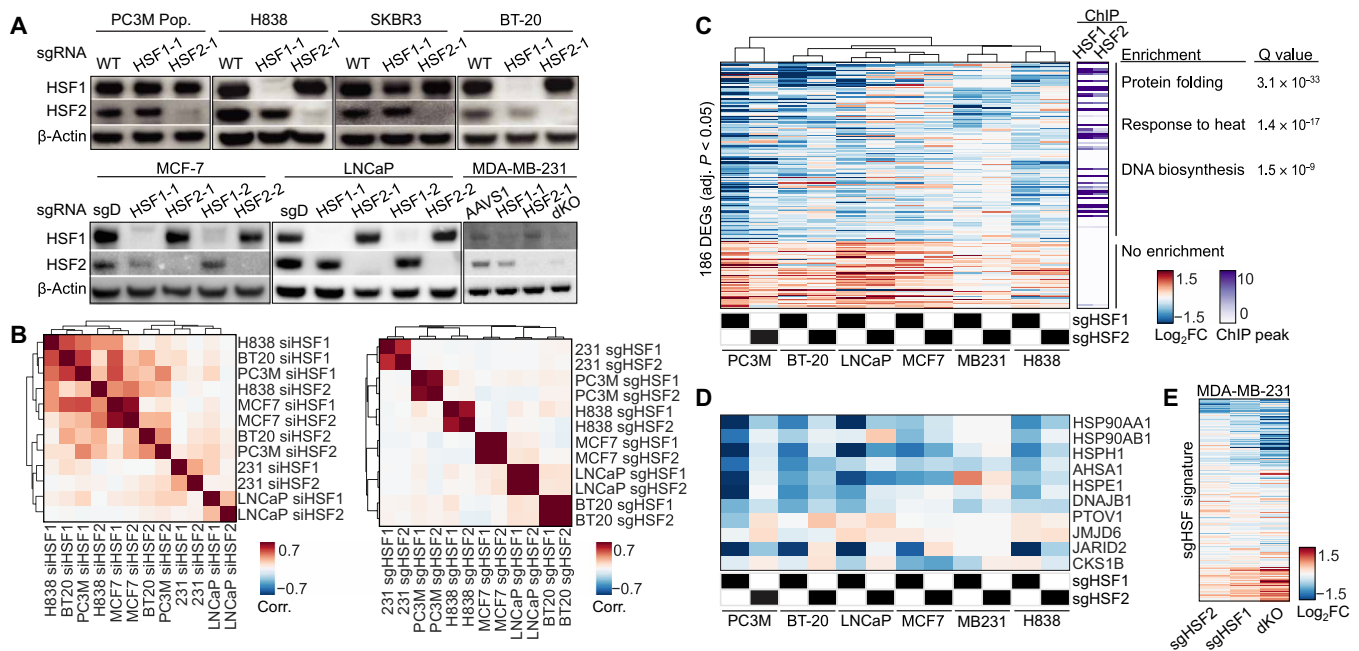 A
PC3M Pop.
H838
SKBR3
BT-20
sgRNA
WT HSF1-1 HSF2-1
WT HSF1-1 HSF2-1
WT HSF1-1 HSF2-1
WT HSF1-1 HSF2-1
HSF1
HSF2
β-Actin
MCF-7
LNCaP
MDA-MB-231
sgRNA
sgD HSF1-1 HSF2-1 HSF1-2 HSF2-2
sgD HSF1-1 HSF2-1 HSF1-2 HSF2-2
AAVS1 HSF1-1 HSF2-1 dKO
HSF1
HSF2
β-Actin
B
H838 siHSF1
BT20 siHSF1
PC3M siHSF1
H838 siHSF2
MCF7 siHSF1
MCF7 siHSF2
BT20 siHSF2
PC3M siHSF2
231 siHSF1
231 siHSF2
LNCaP siHSF1
LNCaP siHSF2
H838 siHSF1
BT20 siHSF1
PC3M siHSF1
H838 siHSF2
MCF7 siHSF1
MCF7 siHSF2
BT20 siHSF2
PC3M siHSF2
231 siHSF1
231 siHSF2
LNCaP siHSF1
LNCaP siHSF2
0.7
−0.7
Corr.
231 sgHSF1
231 sgHSF2
PC3M sgHSF1
PC3M sgHSF2
H838 sgHSF1
H838 sgHSF2
MCF7 sgHSF1
MCF7 sgHSF2
LNCaP sgHSF1
LNCaP sgHSF2
BT20 sgHSF1
BT20 sgHSF2
231 sgHSF1
231 sgHSF2
PC3M sgHSF1
PC3M sgHSF2
H838 sgHSF1
H838 sgHSF2
MCF7 sgHSF1
MCF7 sgHSF2
LNCaP sgHSF1
LNCaP sgHSF2
BT20 sgHSF1
BT20 sgHSF2
0.7
−0.7
Corr.
C
186 DEGs (adj. P < 0.05)
ChIP
HSF1
HSF2
Enrichment Q value
Protein folding 3.1 × 10⁻³³
Response to heat 1.4 × 10⁻¹⁷
DNA biosynthesis 1.5 × 10⁻⁹
No enrichment
1.5
−1.5
Log₂FC
10
0
ChIP peak
sgHSF1
sgHSF2
PC3M BT-20 LNCaP MCF7 MB231 H838
D
HSP90AA1
HSP90AB1
HSPH1
AHSA1
HSPE1
DNAJB1
PTOV1
JMJD6
JARID2
CKS1B
sgHSF1
sgHSF2
PC3M BT-20 LNCaP MCF7 MB231 H838
E
MDA-MB-231
sgHSF signature
sgHSF2 sgHSF1 dKO
1.5
−1.5
Log₂FC